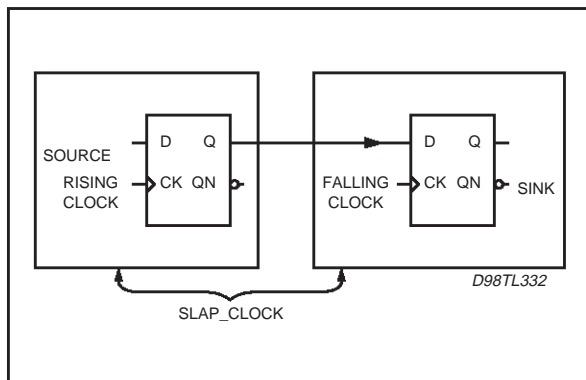 D Q
SOURCE
RISING
CLOCK
CK QN
D Q
FALLING
CLOCK
CK QN
SINK
D98TL332
SLAP_CLOCK